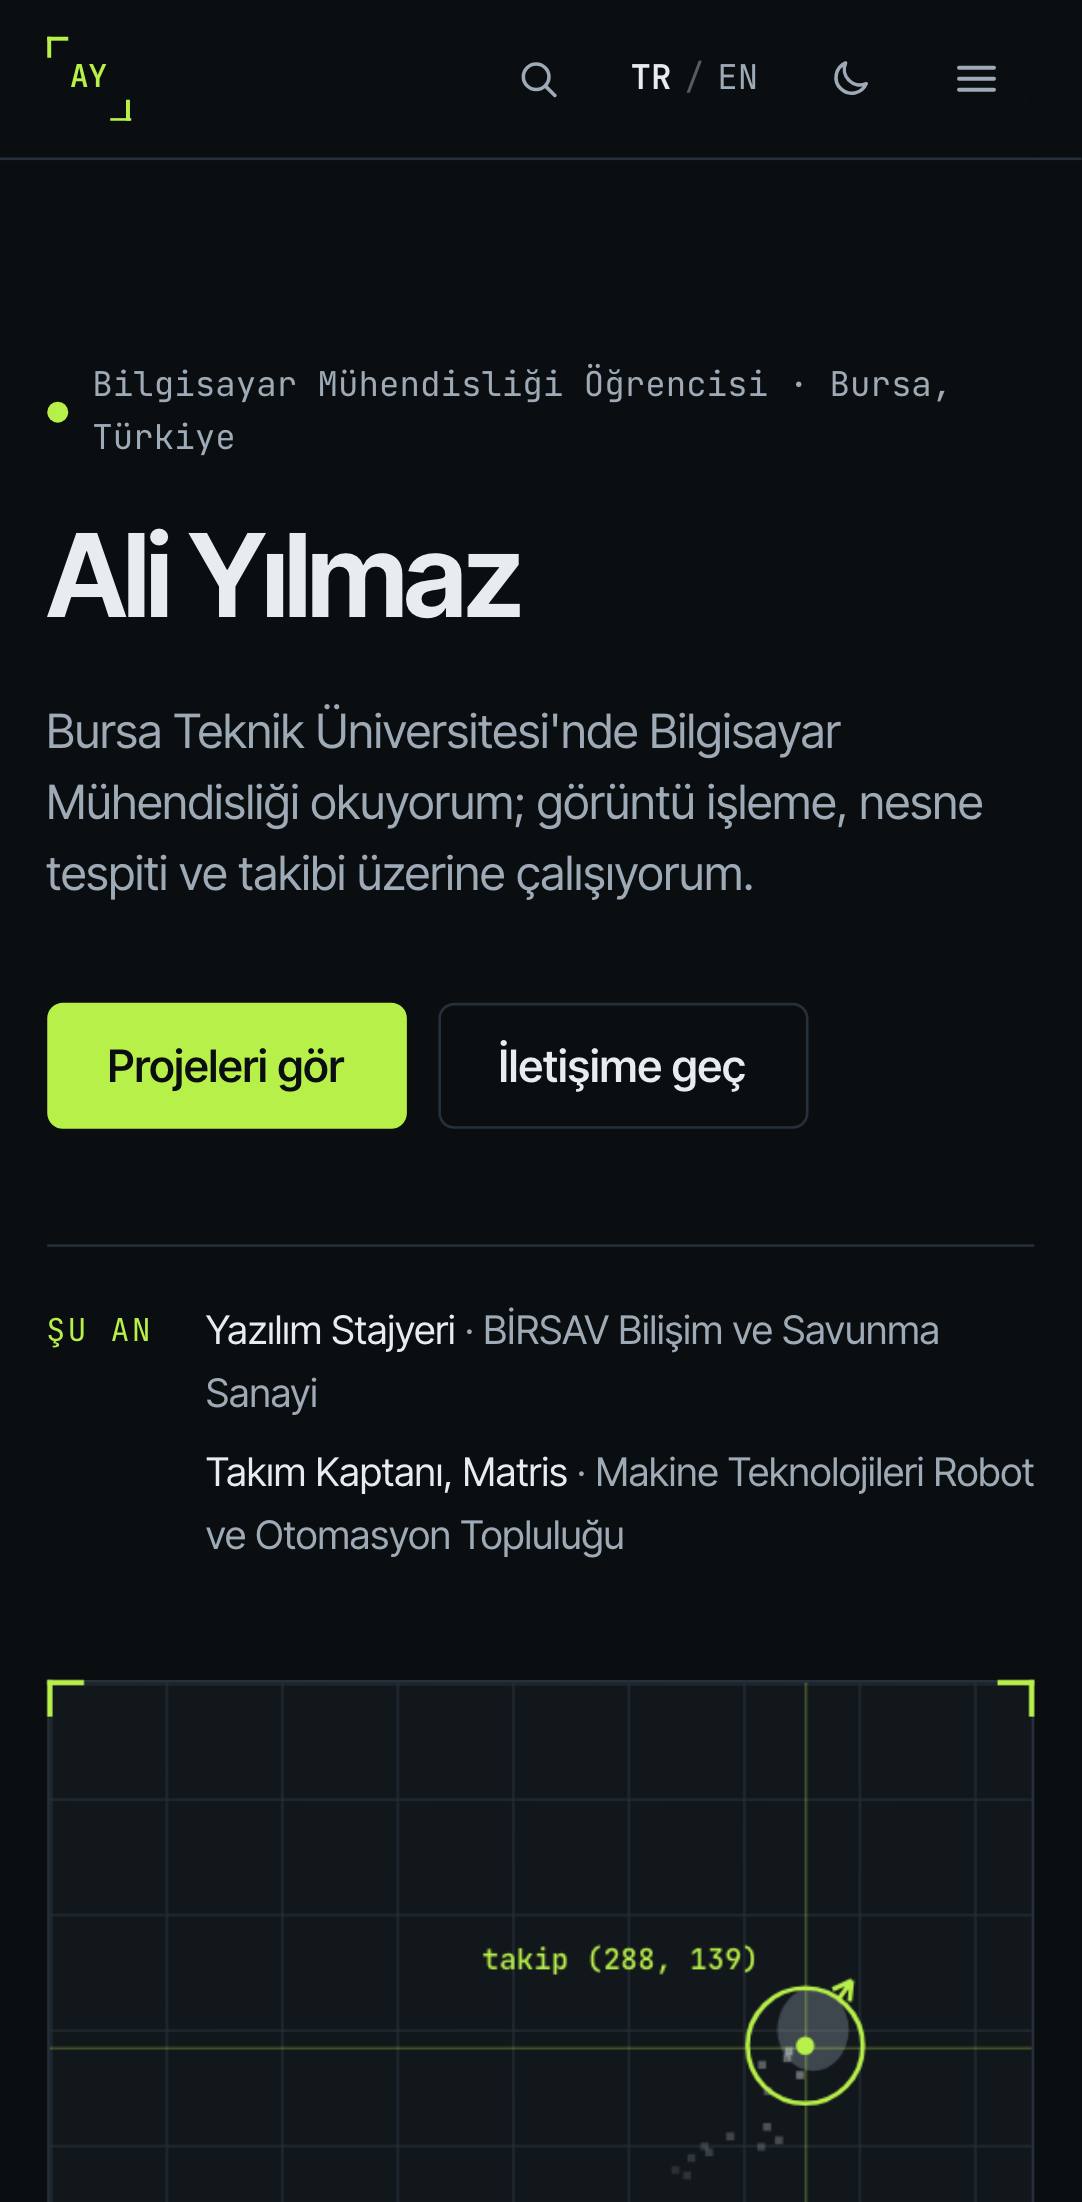 AY
TR / EN
Bilgisayar Mühendisliği Öğrencisi · Bursa,
Türkiye
Ali Yılmaz
Bursa Teknik Üniversitesi'nde Bilgisayar
Mühendisliği okuyorum; görüntü işleme, nesne
tespiti ve takibi üzerine çalışıyorum.
Projeleri gör
İletişime geç
ŞU AN
Yazılım Stajyeri · BİRSAV Bilişim ve Savunma
Sanayi
Takım Kaptanı, Matris · Makine Teknolojileri Robot
ve Otomasyon Topluluğu
takip (288, 139)